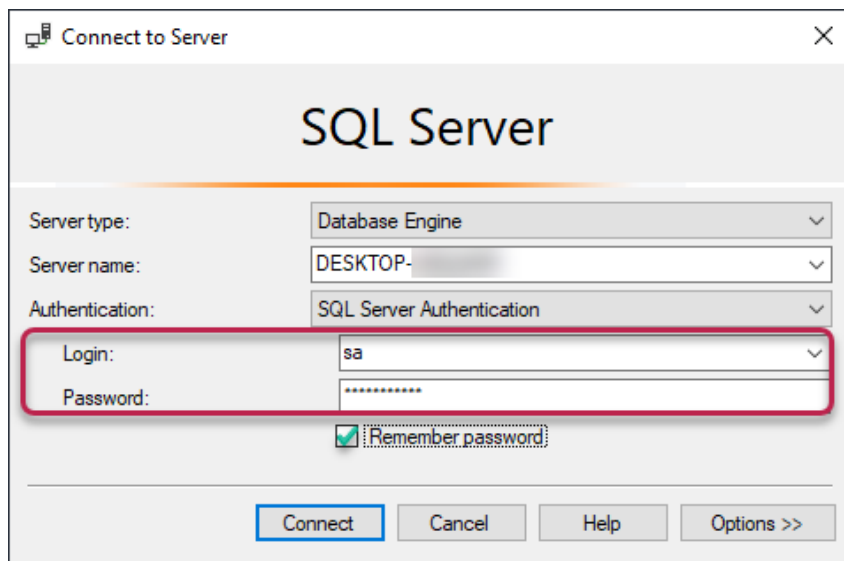 Connect to Server
SQL Server
Server type: Database Engine
Server name: DESKTOP-
Authentication: SQL Server Authentication
Login: sa
Password: ***********
Remember password
Connect Cancel Help Options >>